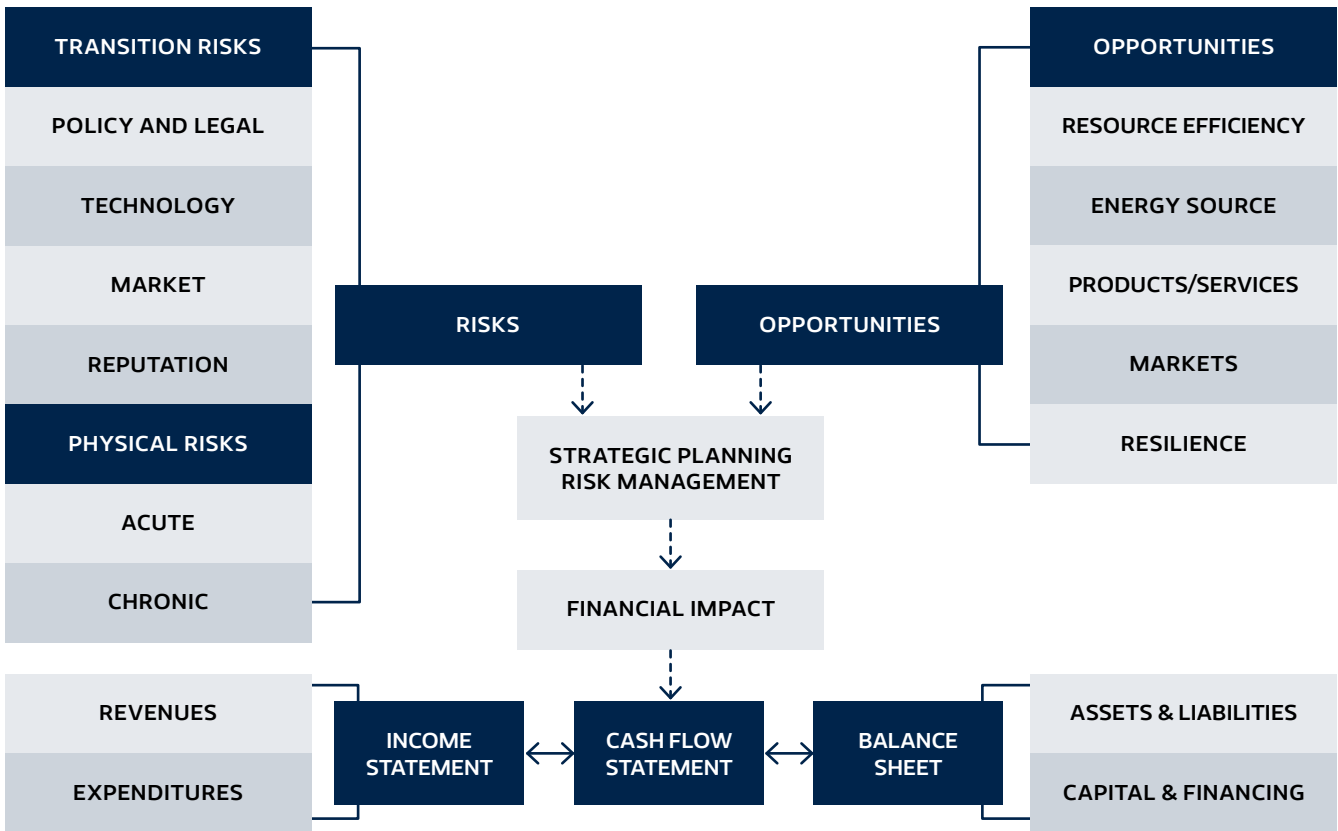 TRANSITION RISKS
POLICY AND LEGAL
TECHNOLOGY
MARKET
REPUTATION
PHYSICAL RISKS
ACUTE
CHRONIC
RISKS
OPPORTUNITIES
OPPORTUNITIES
RESOURCE EFFICIENCY
ENERGY SOURCE
PRODUCTS/SERVICES
MARKETS
RESILIENCE
STRATEGIC PLANNING
RISK MANAGEMENT
FINANCIAL IMPACT
REVENUES
EXPENDITURES
INCOME
STATEMENT
CASH FLOW
STATEMENT
BALANCE
SHEET
ASSETS & LIABILITIES
CAPITAL & FINANCING